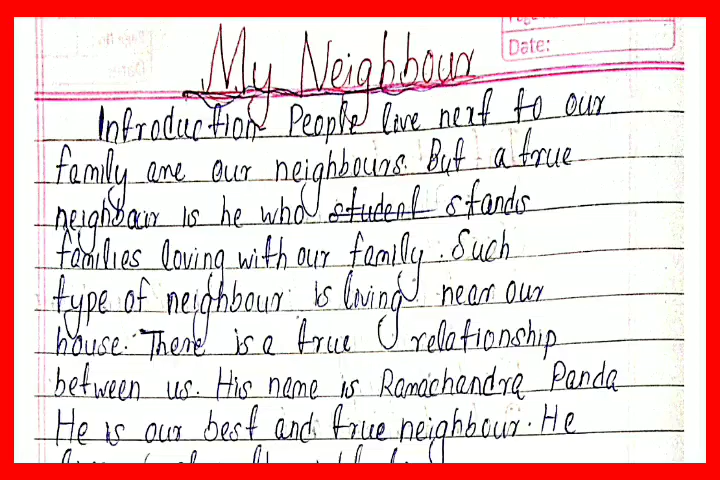 My Neighbour
Date:
Introduction People live next to our
family are our neighbours. But a true
neighbour is he who student stands
families loving with our family. Such
type of neighbour is living near our
house. There is a true relationship
between us. His name is Ramachandra Panda
He is our best and true neighbour. He